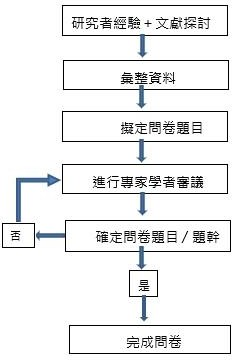 研究者經驗＋文獻探討
彙整資料
擬定問卷題目
進行專家學者審議
否
確定問卷題目 / 題幹
是
完成問卷